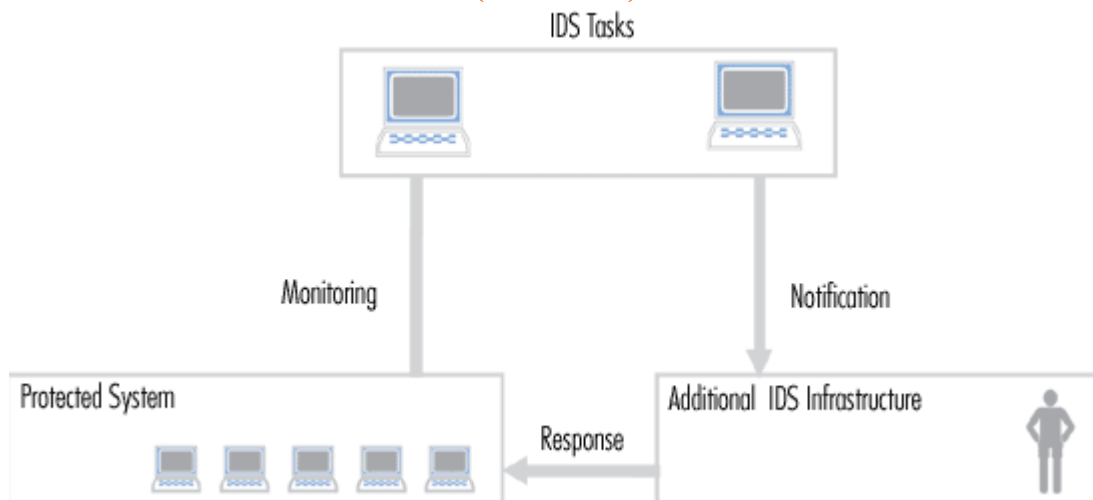 IDS Tasks
Monitoring
Notification
Protected System
Additional IDS Infrastructure
Response